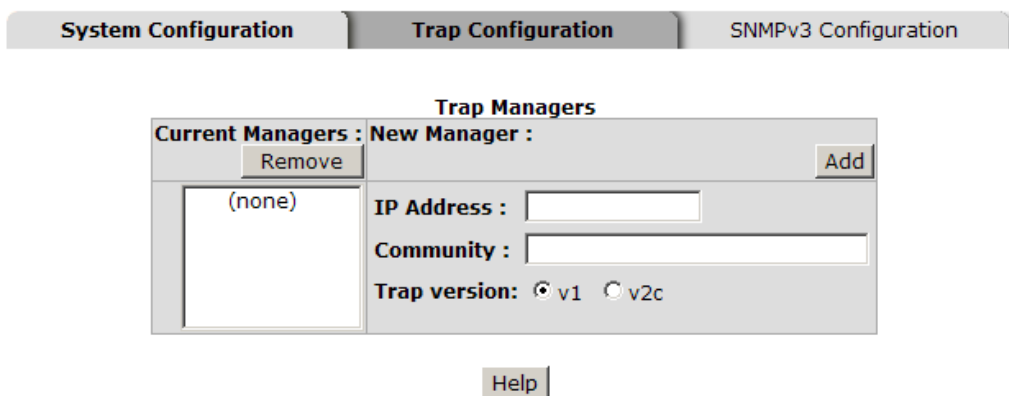 System Configuration Trap Configuration SNMPv3 Configuration
Trap Managers
Current Managers : New Manager :
Remove Add
(none)
IP Address :
Community :
Trap version: v1 v2c
Help